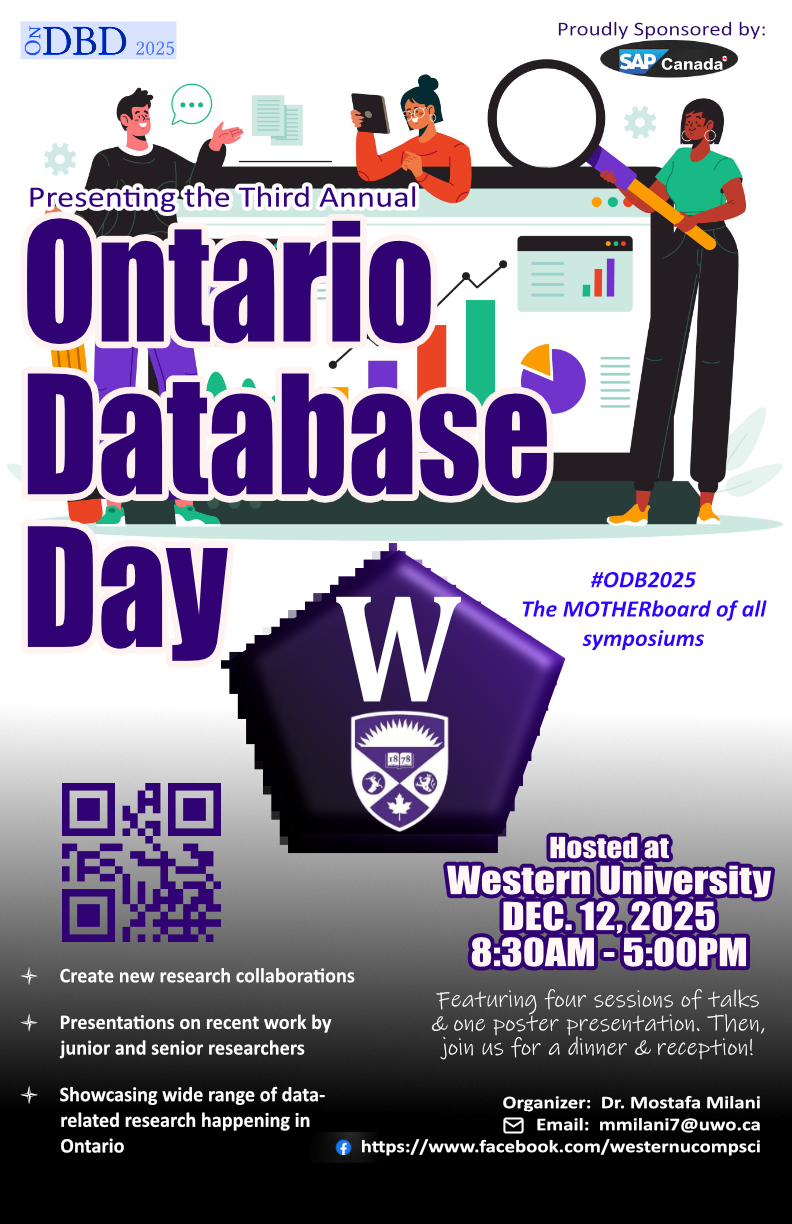 ON DBD 2025
Proudly Sponsored by:
SAP Canada
Presenting the Third Annual
Ontario
Database
Day
#ODB2025
The MOTHERboard of all
symposiums
W
1878
Hosted at
Western University
DEC. 12, 2025
8:30AM - 5:00PM
Create new research collaborations
Presentations on recent work by
junior and senior researchers
Showcasing wide range of data-
related research happening in
Ontario
Featuring four sessions of talks
& one poster presentation. Then,
join us for a dinner & reception!
Organizer: Dr. Mostafa Milani
Email: mmilani7@uwo.ca
https://www.facebook.com/westernucompsci